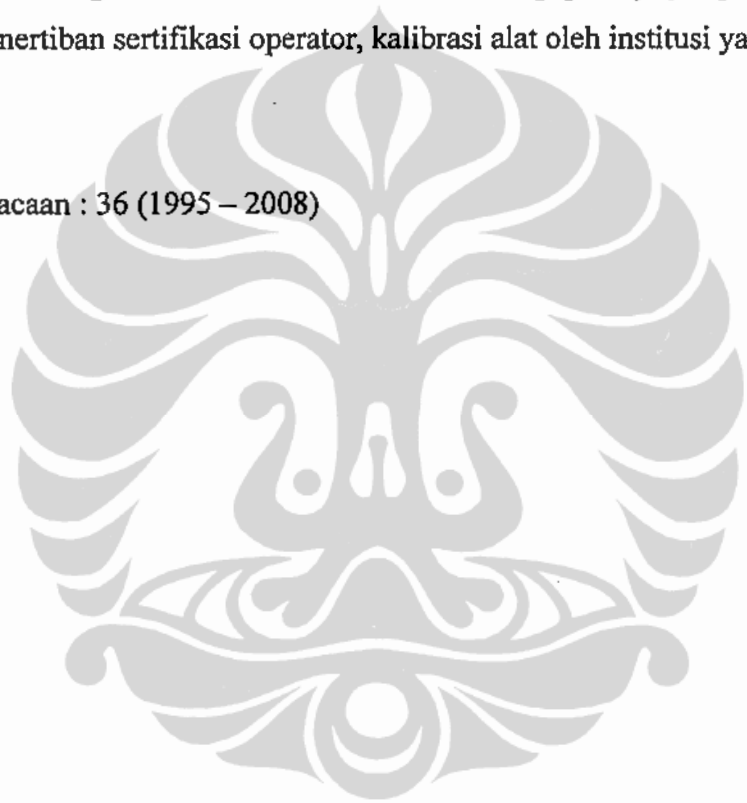 nertiban sertifikasi operator, kalibrasi alat oleh institusi ya
acaan : 36 (1995 – 2008)